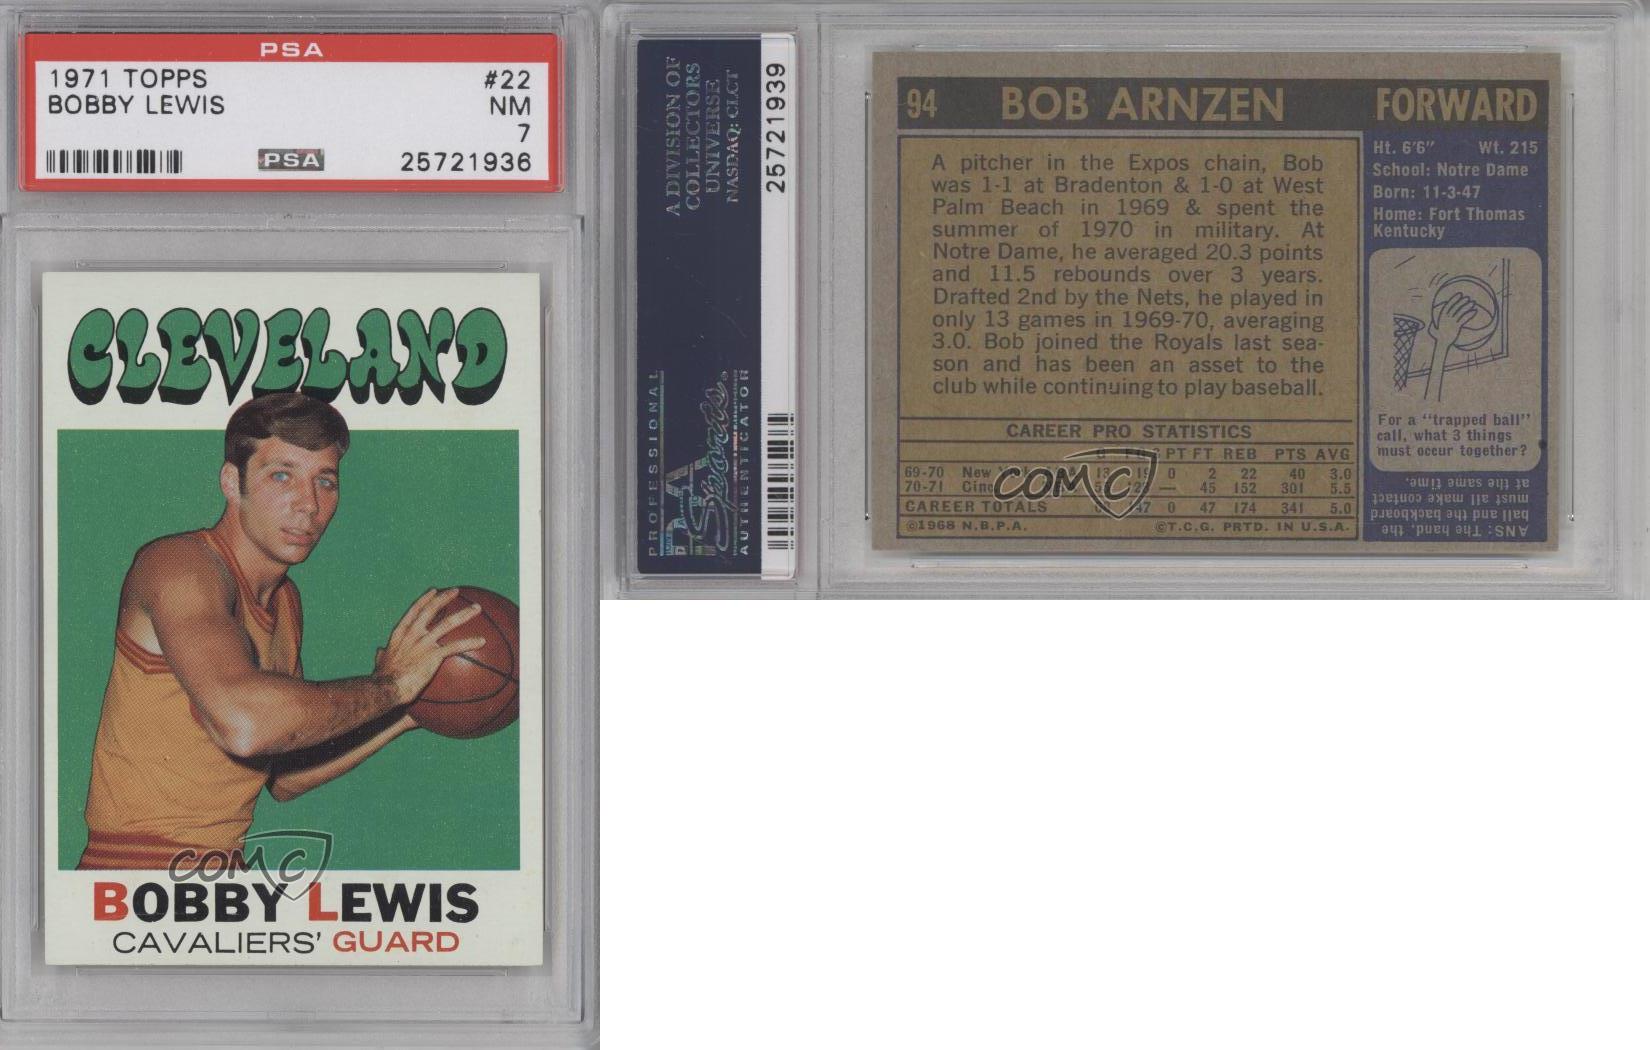 PSA
1971 TOPPS #22
BOBBY LEWIS NM
7
PSA 25721936
CLEVELAND
COMC
BOBBY LEWIS
CAVALIERS' GUARD
A DIVISION OF
COLLECTORS
UNIVERSE
NASDAQ: CLCT
25721939
PROFESSIONAL
PSA
Sports
AUTHENTICATOR
94 BOB ARNZEN FORWARD
A pitcher in the Expos chain, Bob
was 1-1 at Bradenton & 1-0 at West
Palm Beach in 1969 & spent the
summer of 1970 in military. At
Notre Dame, he averaged 20.3 points
and 11.5 rebounds over 3 years.
Drafted 2nd by the Nets, he played in
only 13 games in 1969-70, averaging
3.0. Bob joined the Royals last sea-
son and has been an asset to the
club while continuing to play baseball.
Ht. 6'6" Wt. 215
School: Notre Dame
Born: 11-3-47
Home: Fort Thomas
Kentucky
For a "trapped ball"
call, what 3 things
must occur together?
ANS: The hand, the
ball and the backboard
must all make contact
at the same time.
CAREER PRO STATISTICS
G PT FT REB PTS AVG
69-70 New 13 19 0 2 22 40 3.0
70-71 — 45 152 301 5.5
CAREER TOTALS 47 0 47 174 341 5.0
©1968 N.B.P.A. ©T.C.G. PRTD. IN U.S.A.
COMC